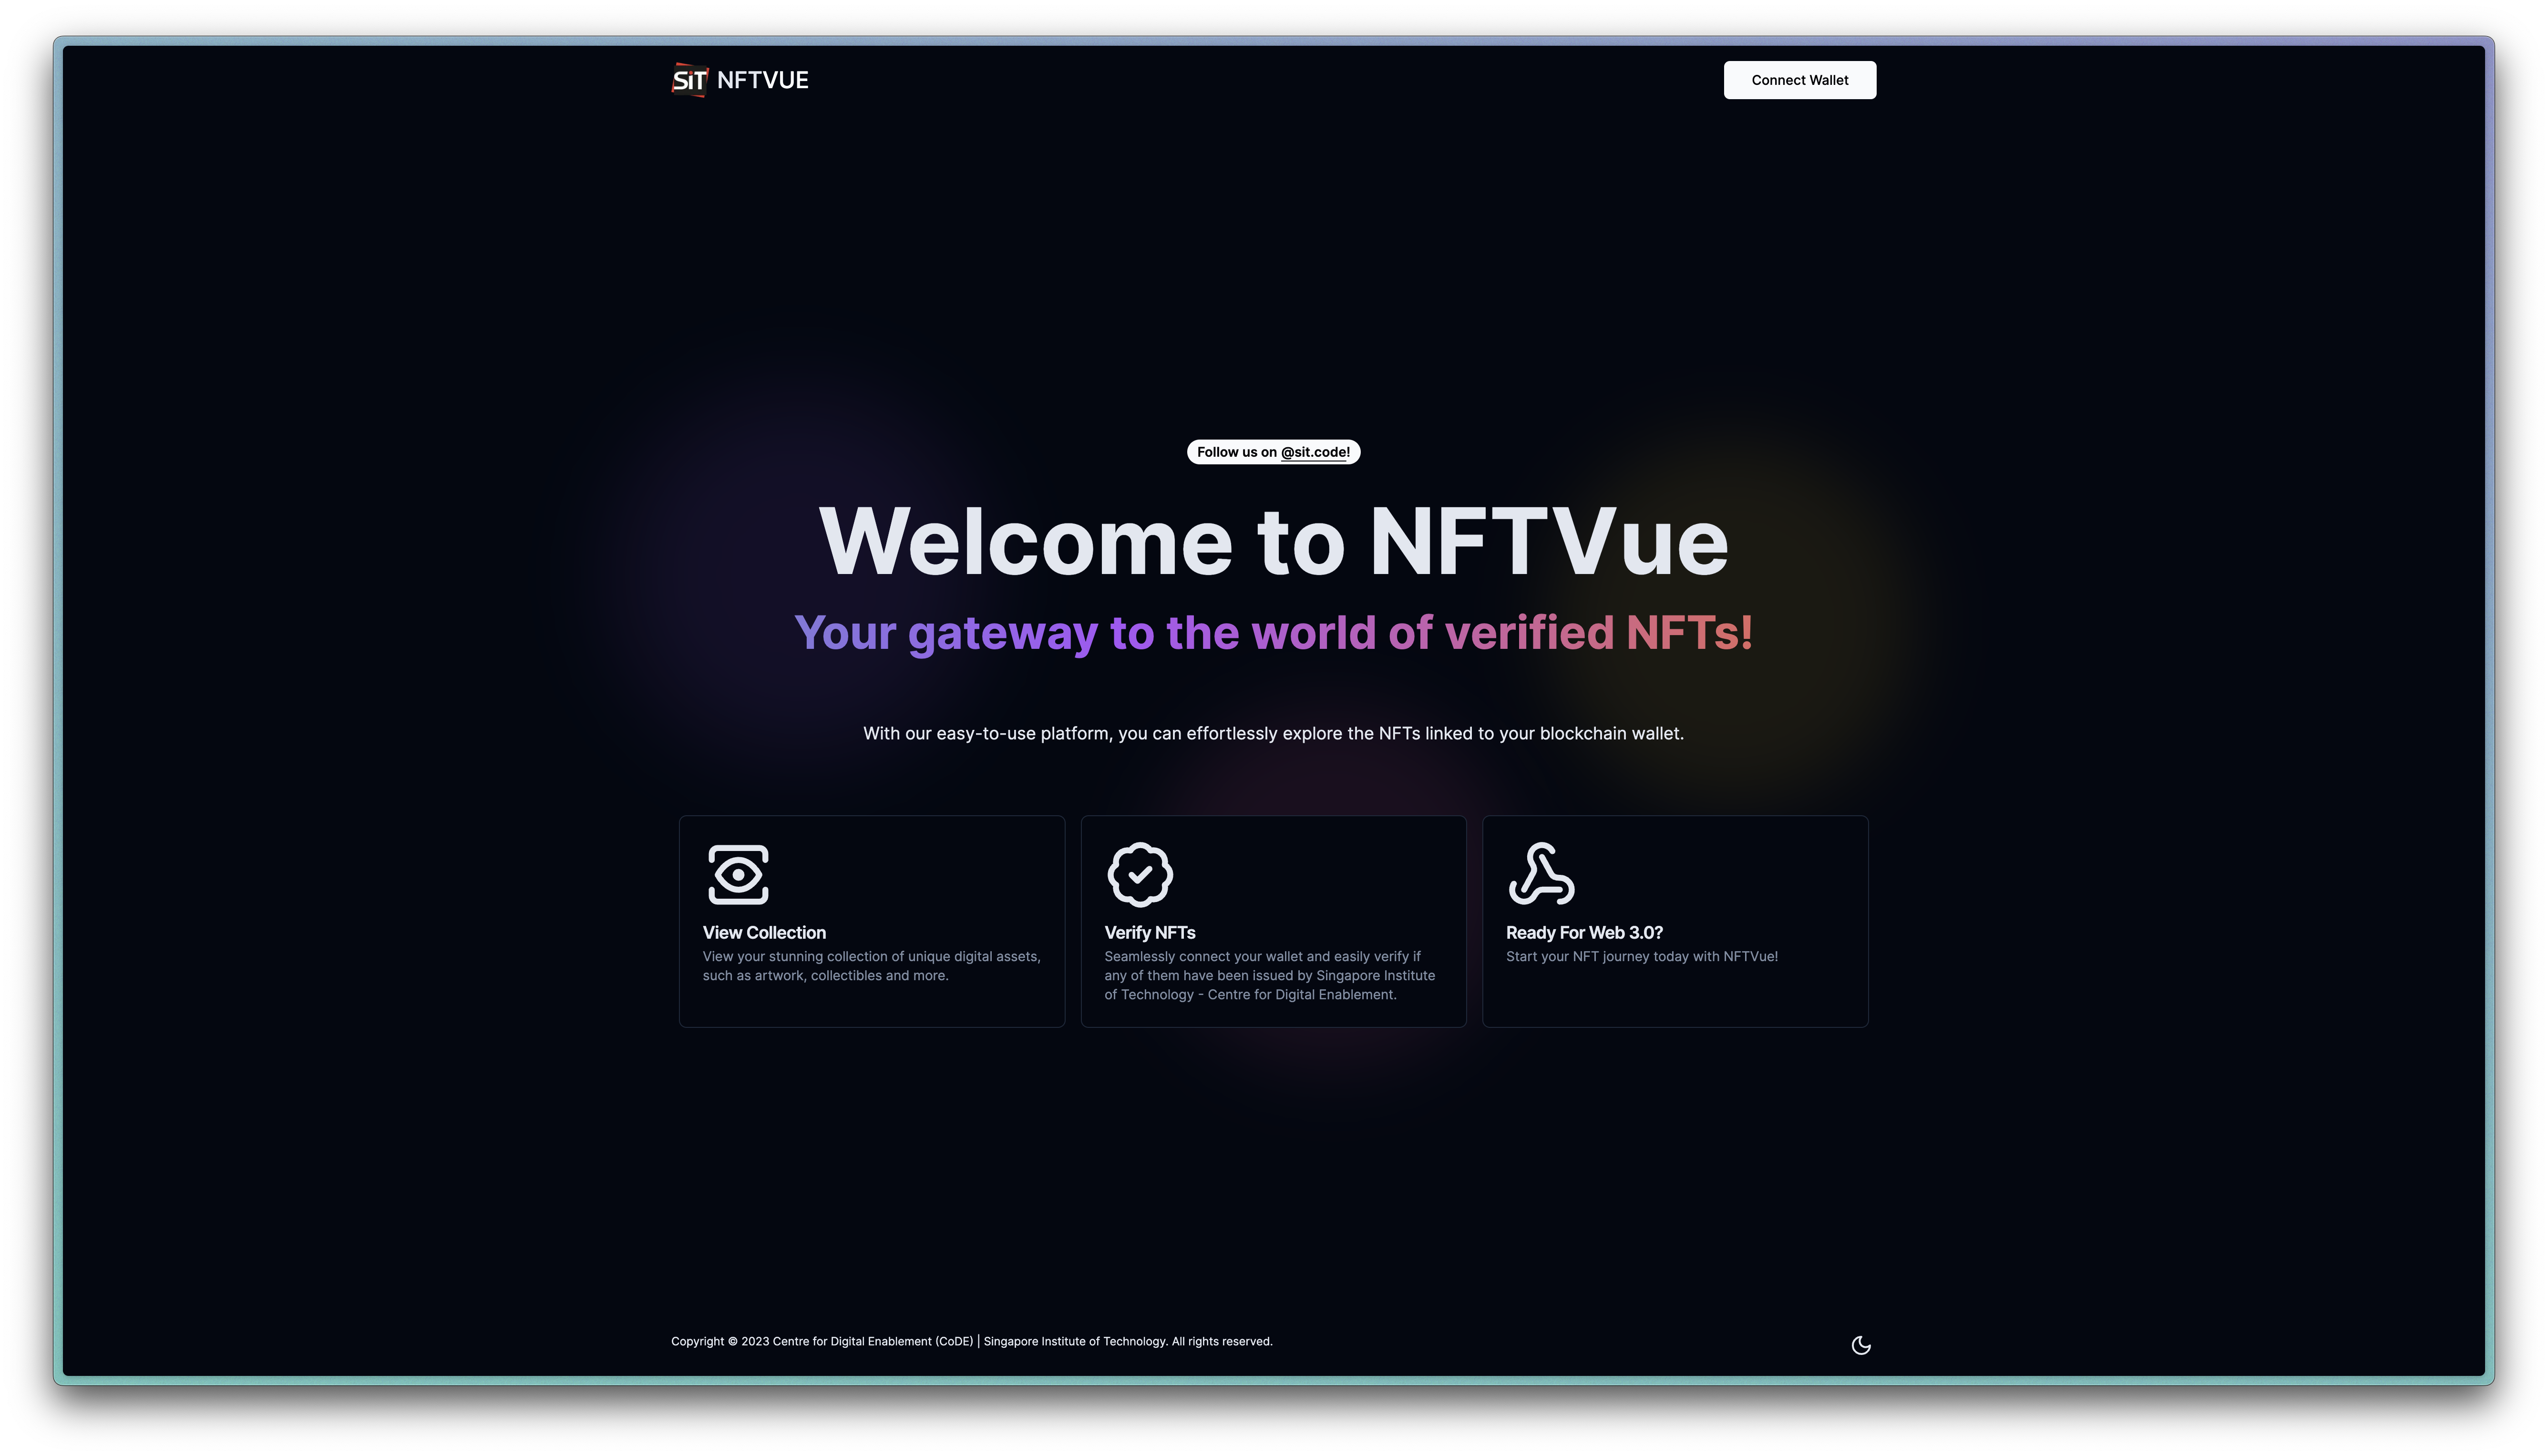 SiT NFTVUE
Connect Wallet
Follow us on @sit.code!
Welcome to NFTVue
Your gateway to the world of verified NFTs!
With our easy-to-use platform, you can effortlessly explore the NFTs linked to your blockchain wallet.
View Collection
View your stunning collection of unique digital assets,
such as artwork, collectibles and more.
Verify NFTs
Seamlessly connect your wallet and easily verify if
any of them have been issued by Singapore Institute
of Technology - Centre for Digital Enablement.
Ready For Web 3.0?
Start your NFT journey today with NFTVue!
Copyright © 2023 Centre for Digital Enablement (CoDE) | Singapore Institute of Technology. All rights reserved.